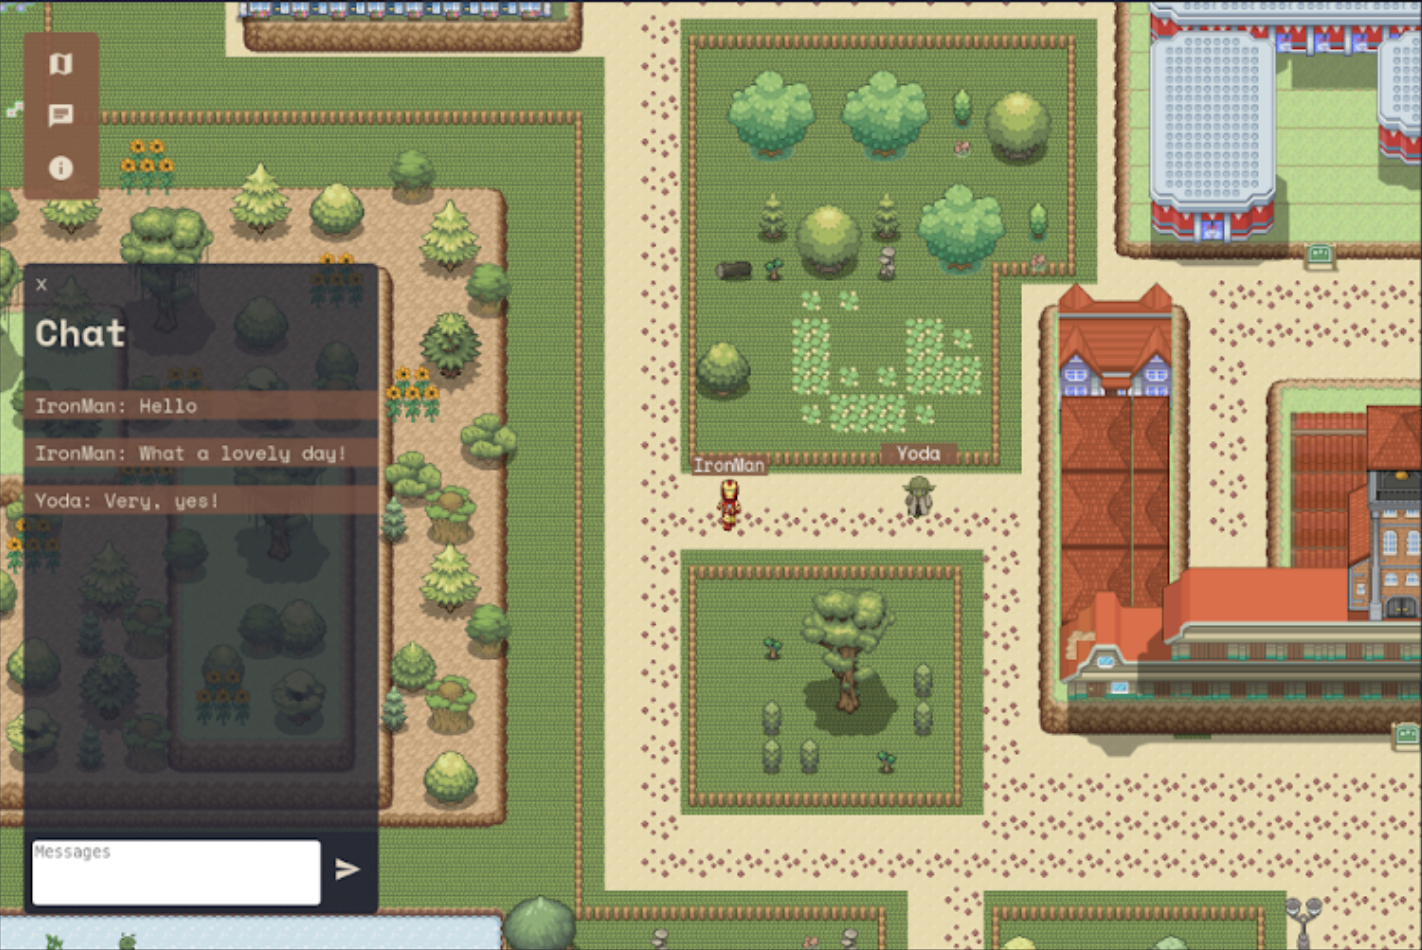 x
Chat
IronMan: Hello
IronMan: What a lovely day!
Yoda: Very, yes!
IronMan
Yoda
Messages